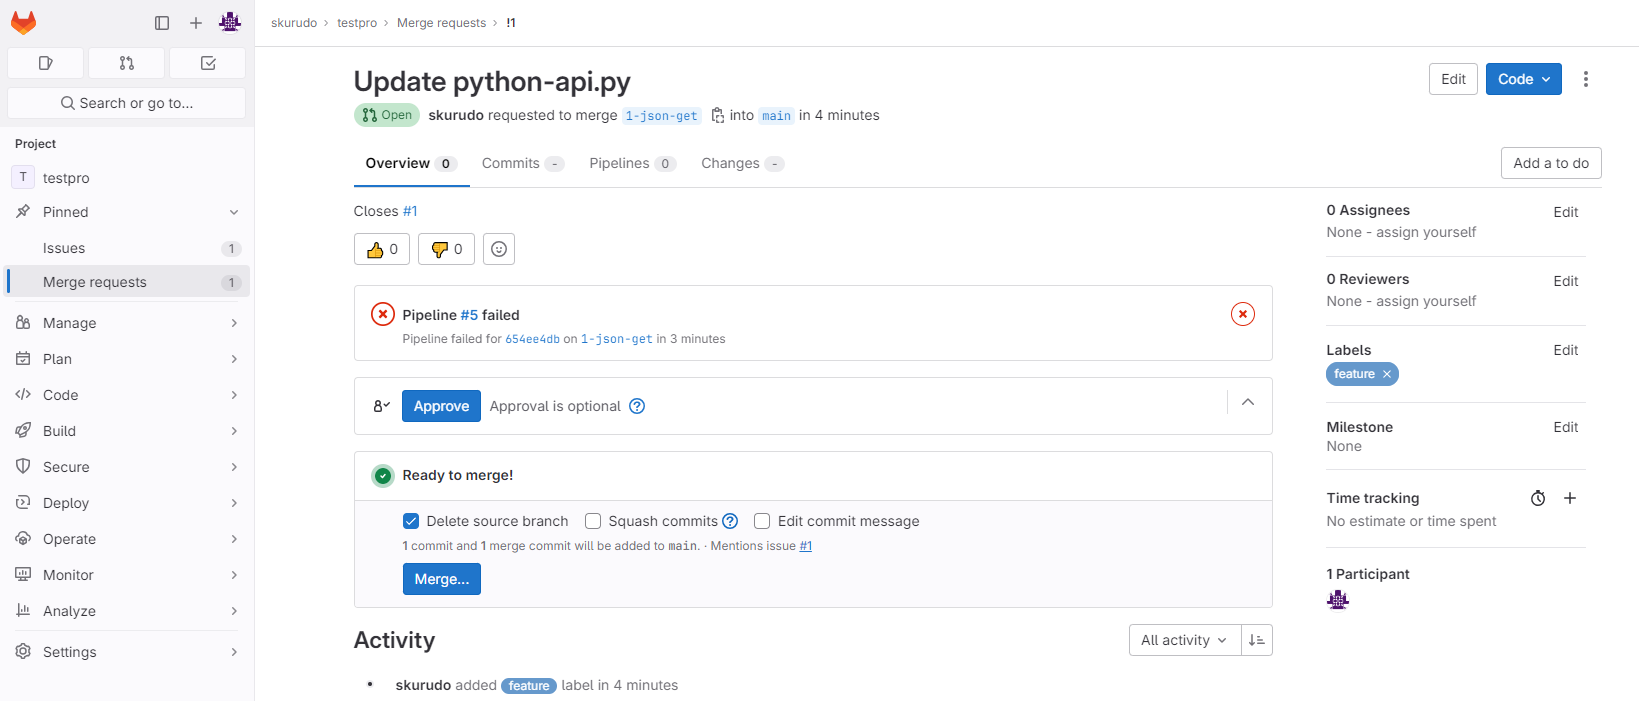 skurudo › testpro › Merge requests › !1
Search or go to...
Project
T testpro
Pinned
Issues 1
Merge requests 1
Manage
Plan
Code
Build
Secure
Deploy
Operate
Monitor
Analyze
Settings
Update python-api.py
Edit
Code
Open skurudo requested to merge 1-json-get into main in 4 minutes
Overview 0
Commits -
Pipelines 0
Changes -
Add a to do
Closes #1
0
0
Pipeline #5 failed
Pipeline failed for 654ee4db on 1-json-get in 3 minutes
Approve Approval is optional
Ready to merge!
Delete source branch Squash commits Edit commit message
1 commit and 1 merge commit will be added to main. · Mentions issue #1
Merge...
Activity
All activity
skurudo added feature label in 4 minutes
0 Assignees Edit
None - assign yourself
0 Reviewers Edit
None - assign yourself
Labels Edit
feature ×
Milestone Edit
None
Time tracking
No estimate or time spent
1 Participant